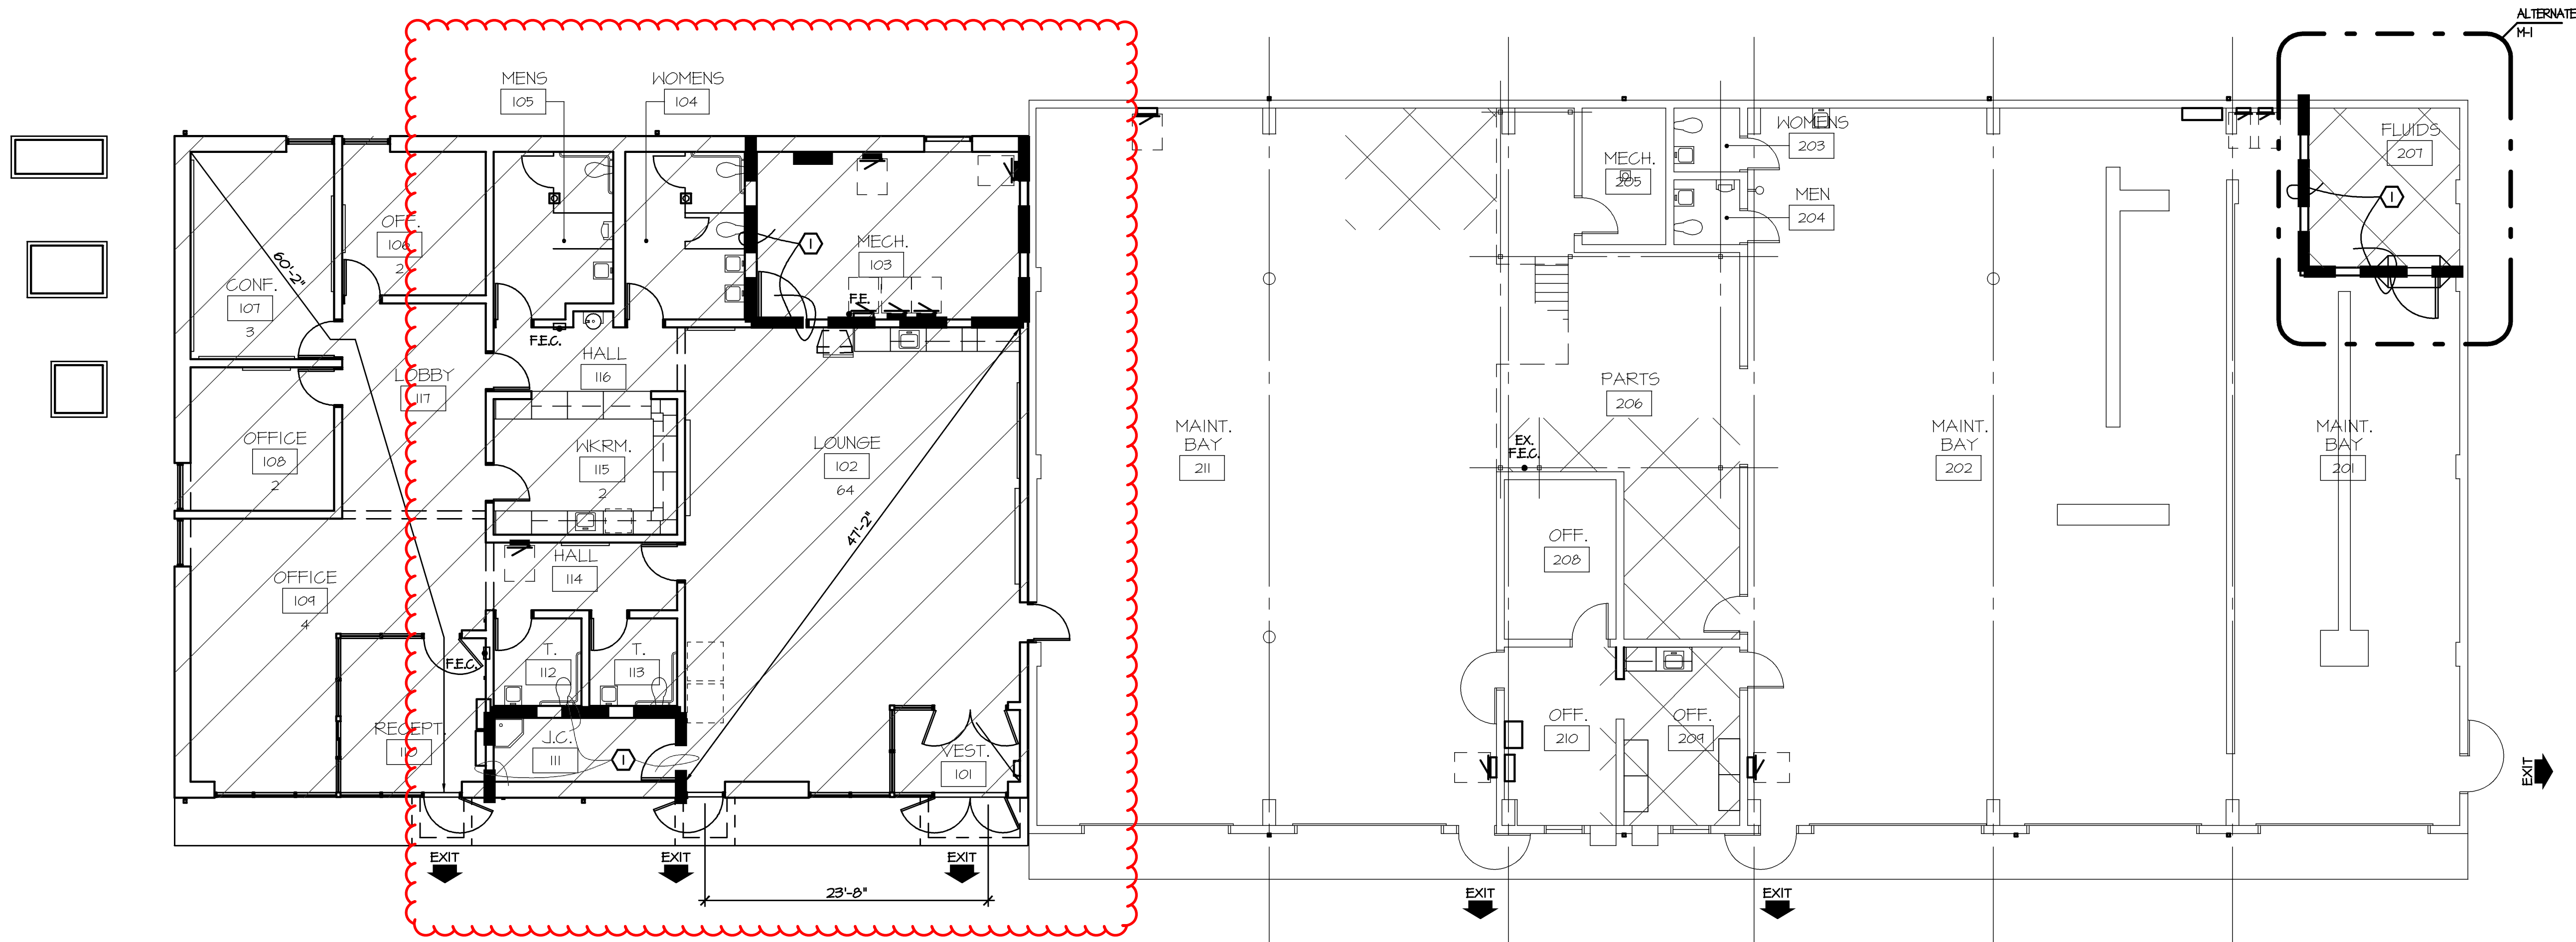 ALTERNATE
M-1
MENS
105
WOMENS
104
OFF.
106
2
60'-2"
CONF.
107
3
MECH.
103
F.E.
F.E.C.
HALL
116
LOBBY
117
OFFICE
108
2
WKRM.
115
2
LOUNGE
102
64
47'-2"
HALL
114
OFFICE
109
4
F.E.C.
T.
112
T.
113
RECEPT.
110
J.C.
111
1
1
VEST.
101
EXIT
EXIT
EXIT
23'-8"
MECH.
205
WOMENS
203
MEN
204
FLUIDS
207
1
PARTS
206
EX.
F.E.C.
MAINT.
BAY
211
MAINT.
BAY
202
MAINT.
BAY
201
OFF.
208
OFF.
210
OFF.
209
EXIT
EXIT
EXIT